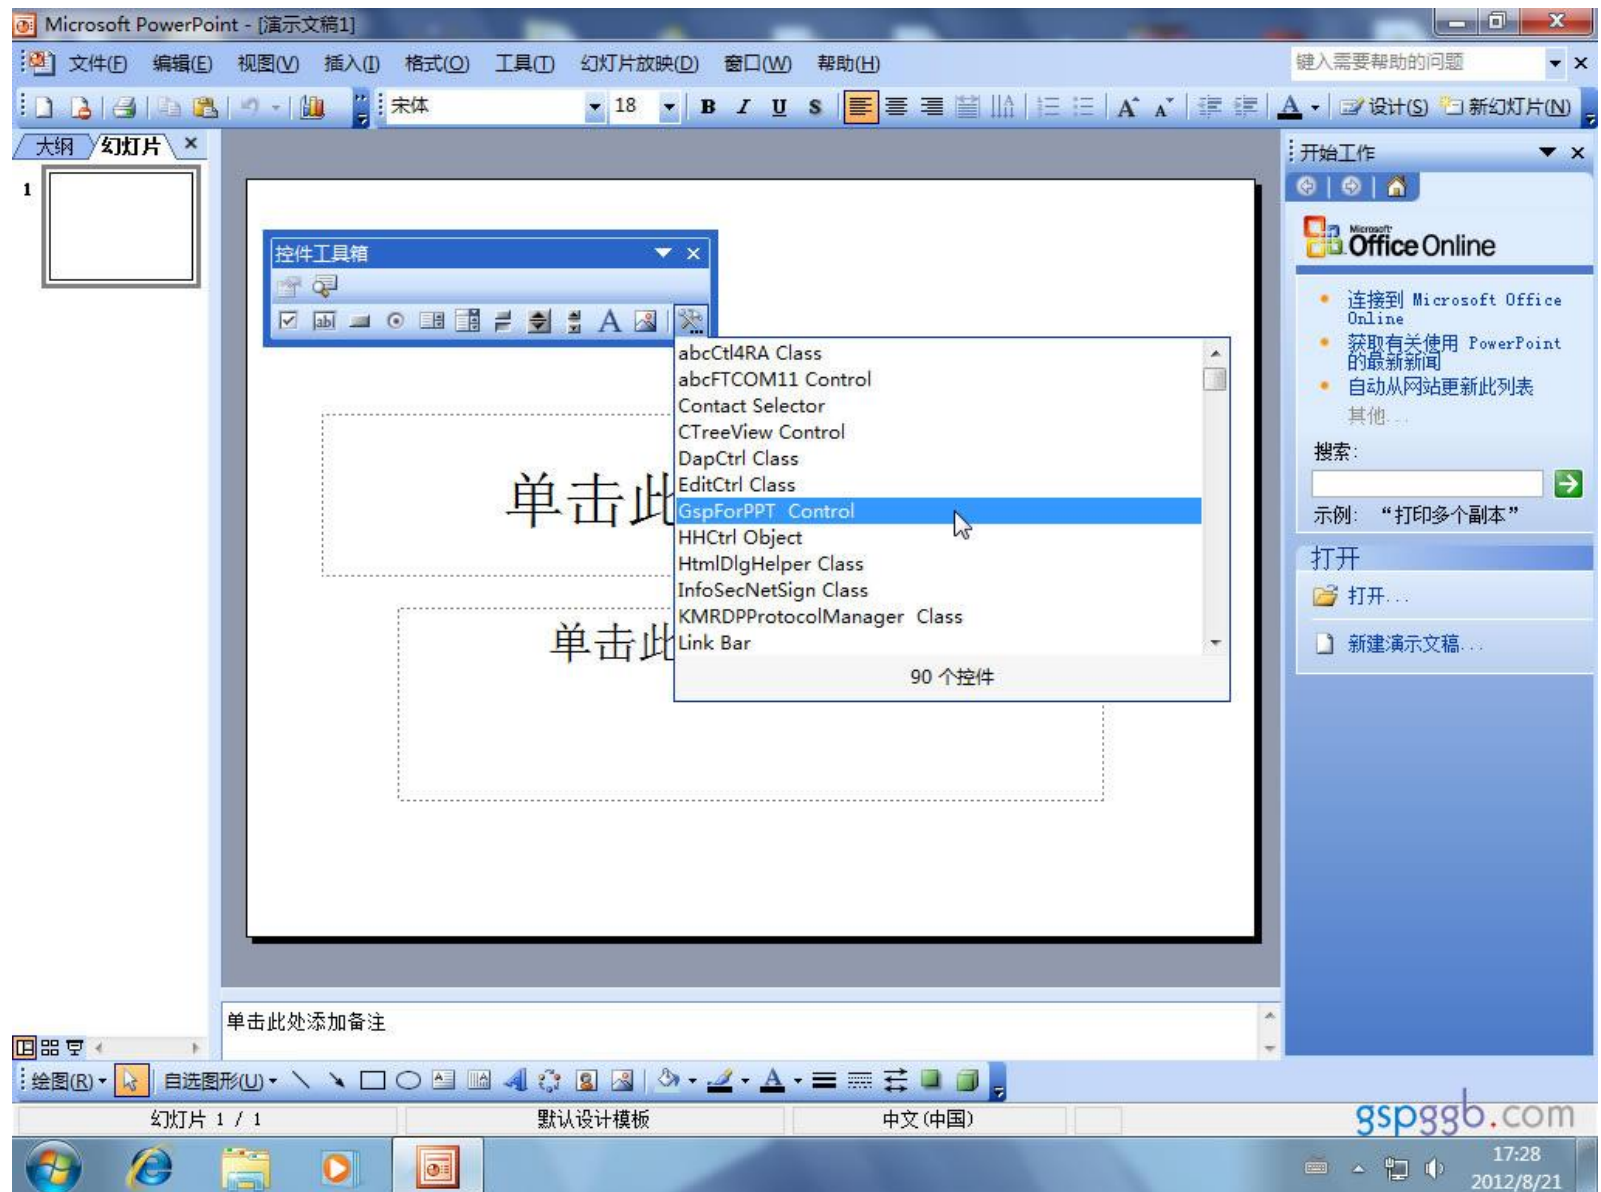 Microsoft PowerPoint - [演示文稿1]
文件(F) 编辑(E) 视图(V) 插入(I) 格式(O) 工具(T) 幻灯片放映(D) 窗口(W) 帮助(H) 键入需要帮助的问题
宋体 18 B I U S A A A 设计(S) 新幻灯片(N)
大纲 幻灯片
开始工作
1
控件工具箱
Microsoft
Office Online
连接到 Microsoft Office
Online
获取有关使用 PowerPoint
的最新新闻
自动从网站更新此列表
其他...
搜索:
示例: “打印多个副本”
打开
打开...
新建演示文稿...
abcCtl4RA Class
abcFTCOM11 Control
Contact Selector
CTreeView Control
DapCtrl Class
EditCtrl Class
GspForPPT Control
HHCtrl Object
HtmlDlgHelper Class
InfoSecNetSign Class
KMRDPProtocolManager Class
Link Bar
90 个控件
单击此
单击此
单击此处添加备注
绘图(R) 自选图形(U)
幻灯片 1 / 1 默认设计模板 中文(中国)
gspggb.com
17:28
2012/8/21